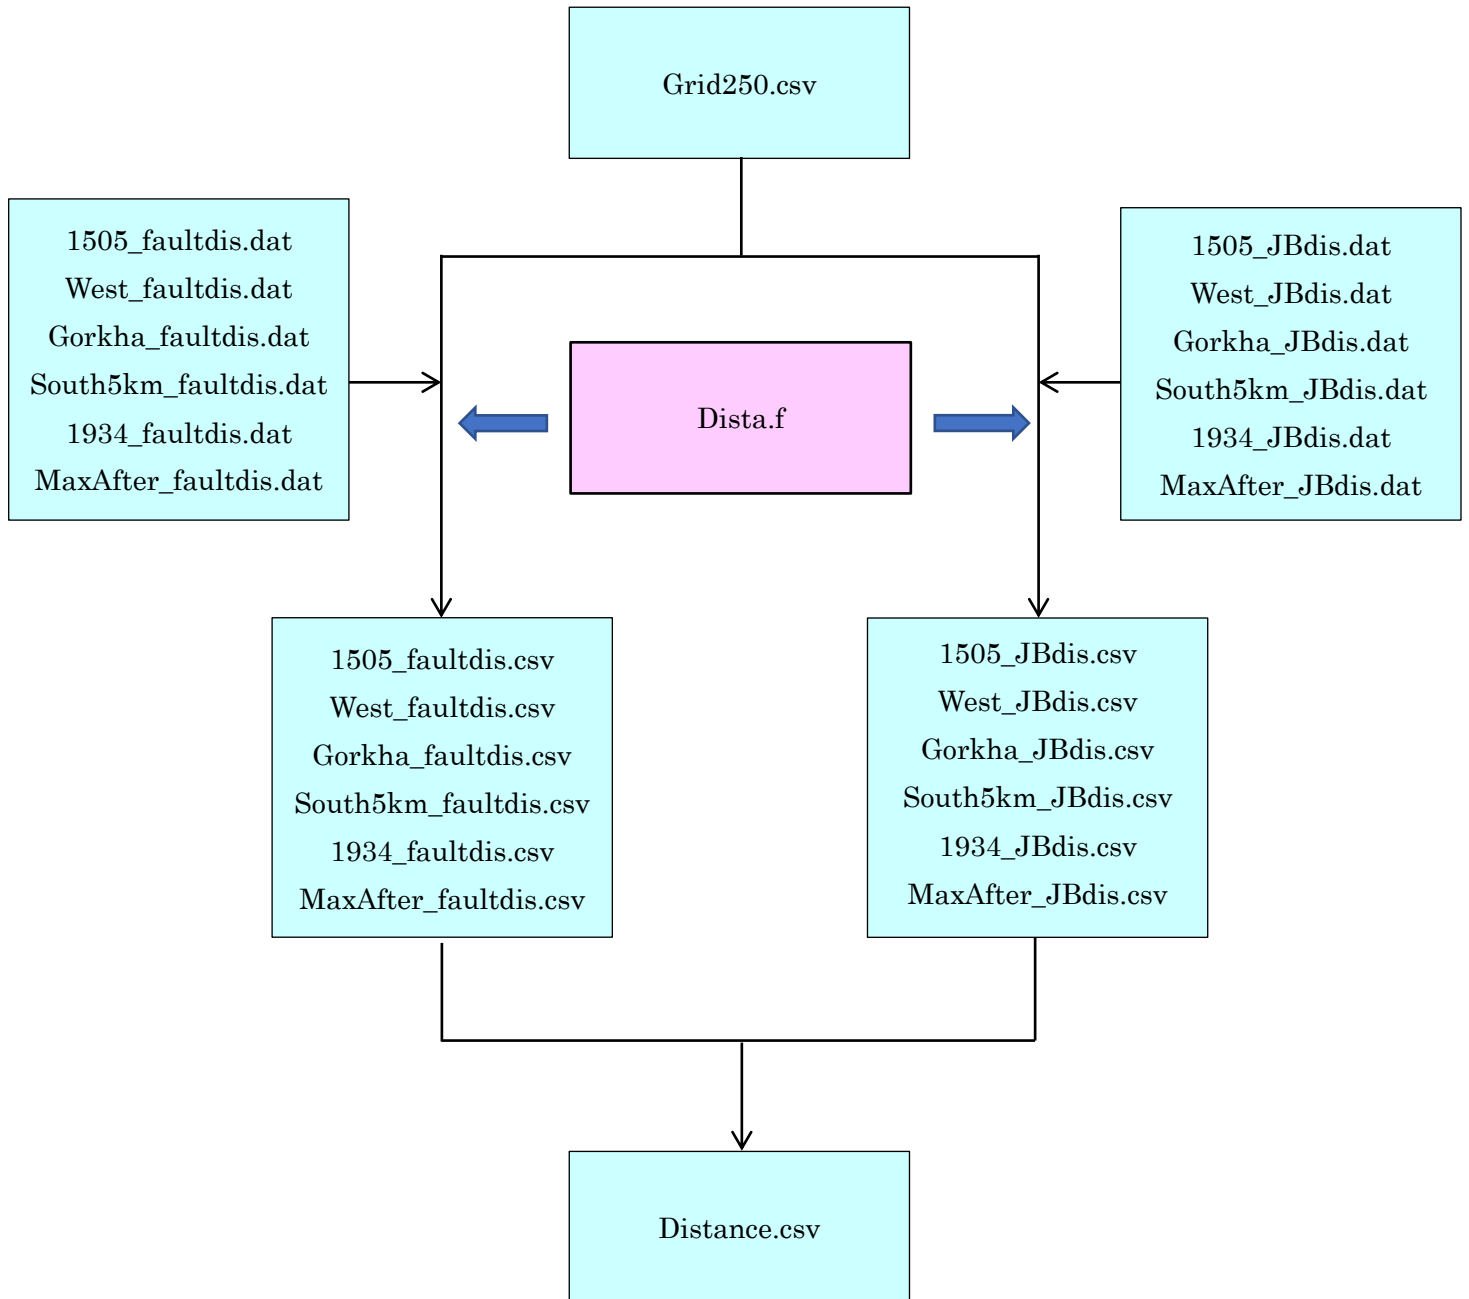 Grid250.csv
1505_faultdis.dat
West_faultdis.dat
Gorkha_faultdis.dat
South5km_faultdis.dat
1934_faultdis.dat
MaxAfter_faultdis.dat
Dista.f
1505_JBdis.dat
West_JBdis.dat
Gorkha_JBdis.dat
South5km_JBdis.dat
1934_JBdis.dat
MaxAfter_JBdis.dat
1505_faultdis.csv
West_faultdis.csv
Gorkha_faultdis.csv
South5km_faultdis.csv
1934_faultdis.csv
MaxAfter_faultdis.csv
1505_JBdis.csv
West_JBdis.csv
Gorkha_JBdis.csv
South5km_JBdis.csv
1934_JBdis.csv
MaxAfter_JBdis.csv
Distance.csv